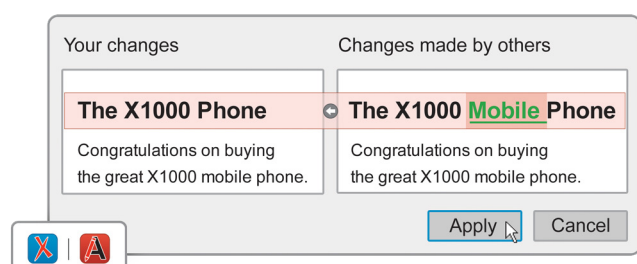 Your changes
Changes made by others
The X1000 Phone
The X1000 Mobile Phone
Congratulations on buying
the great X1000 mobile phone.
Congratulations on buying
the great X1000 mobile phone.
Apply
Cancel
X
A